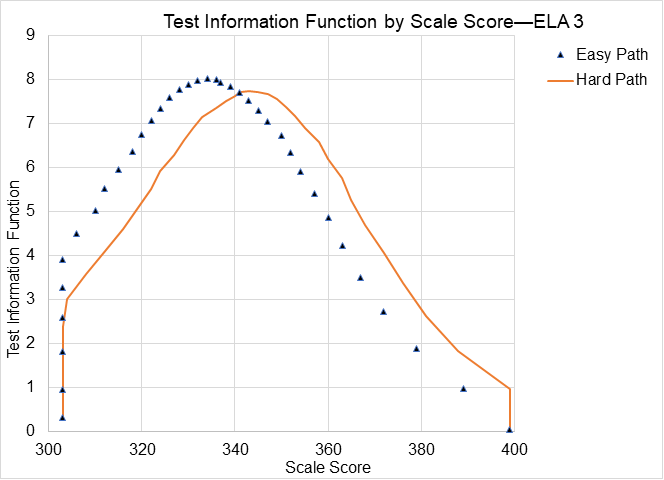 Test Information Function by Scale Score—ELA 3
Easy Path
Hard Path
Test Information Function
9
8
7
6
5
4
3
2
1
0
300 320 340 360 380 400
Scale Score